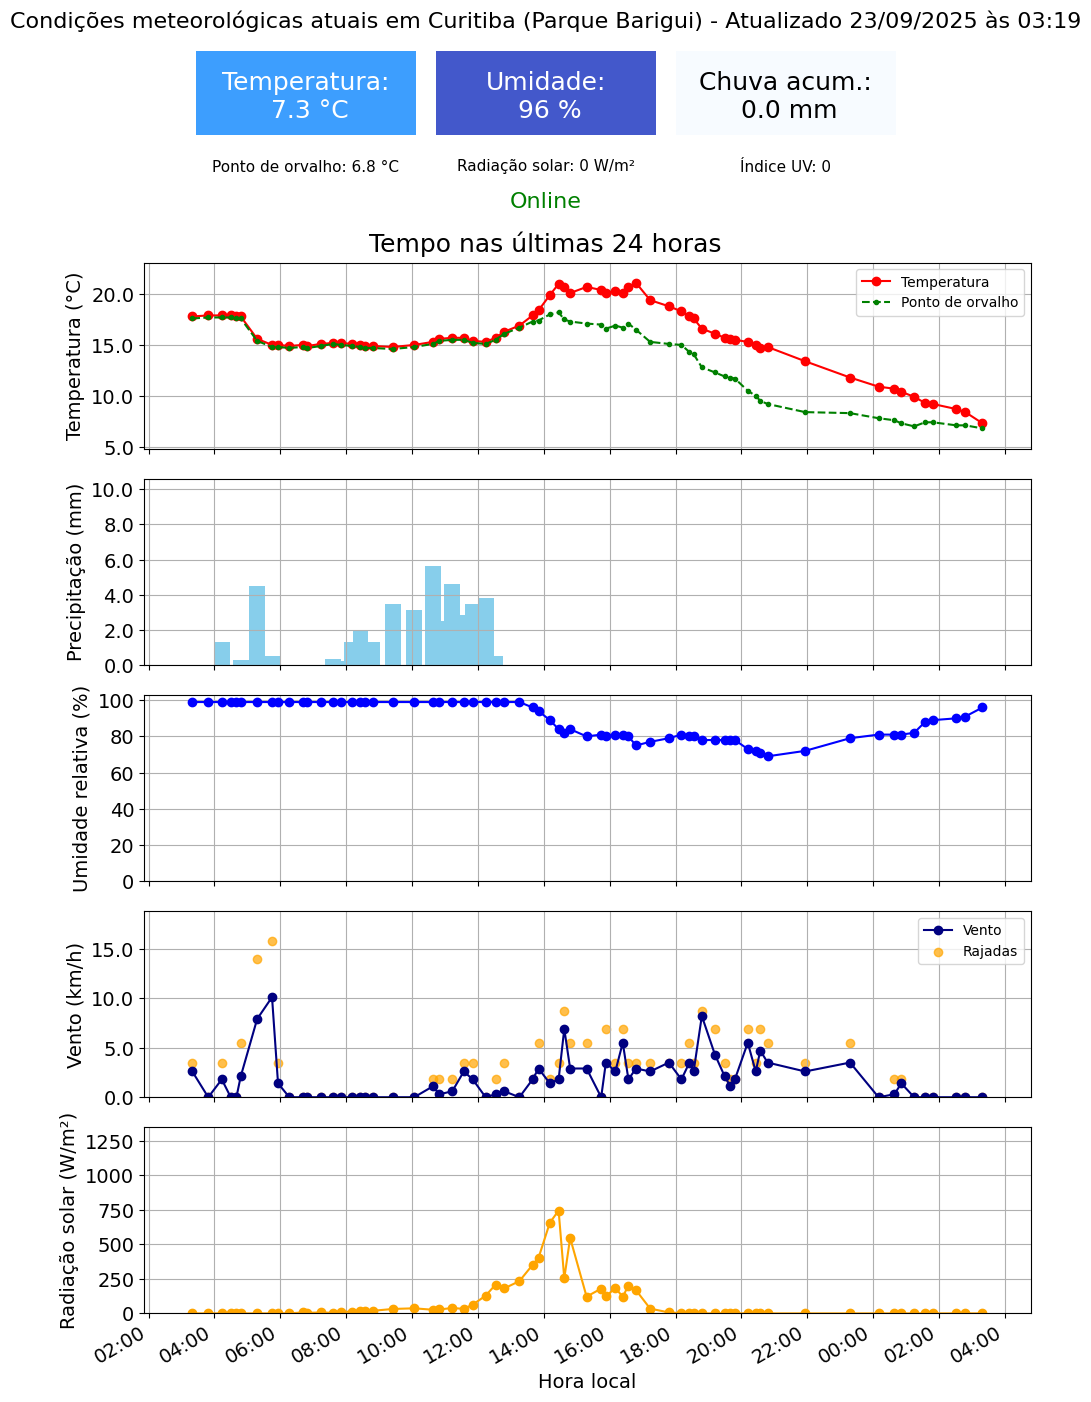 Condições meteorológicas atuais em Curitiba (Parque Barigui) - Atualizado 23/09/2025 às 03:19
Temperatura:
7.3 °C
Umidade:
96 %
Chuva acum.:
0.0 mm
Ponto de orvalho: 6.8 °C
Radiação solar: 0 W/m²
Índice UV: 0
Online
Tempo nas últimas 24 horas
Temperatura (°C)
20.0
15.0
10.0
5.0
Temperatura
Ponto de orvalho
Precipitação (mm)
10.0
8.0
6.0
4.0
2.0
0.0
Umidade relativa (%)
100
80
60
40
20
0
Vento (km/h)
15.0
10.0
5.0
0.0
Vento
Rajadas
Radiação solar (W/m²)
1250
1000
750
500
250
0
02:00
04:00
06:00
08:00
10:00
12:00
14:00
16:00
18:00
20:00
22:00
00:00
02:00
04:00
Hora local